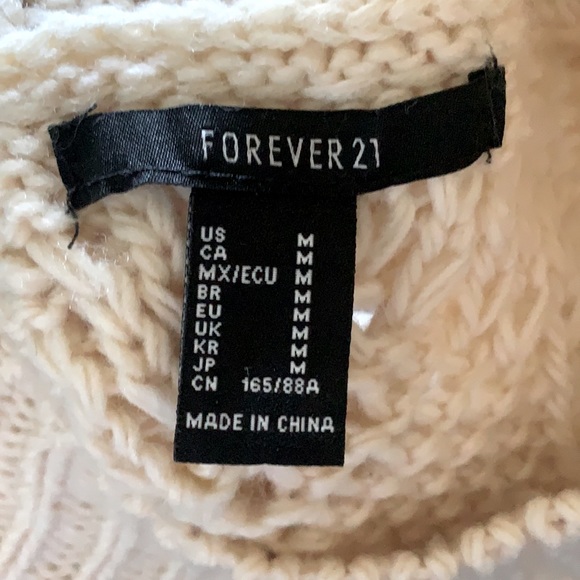 FOREVER 21
US M
CA M
MX/ECU M
BR M
EU M
UK M
KR M
JP M
CN 165/88A
MADE IN CHINA